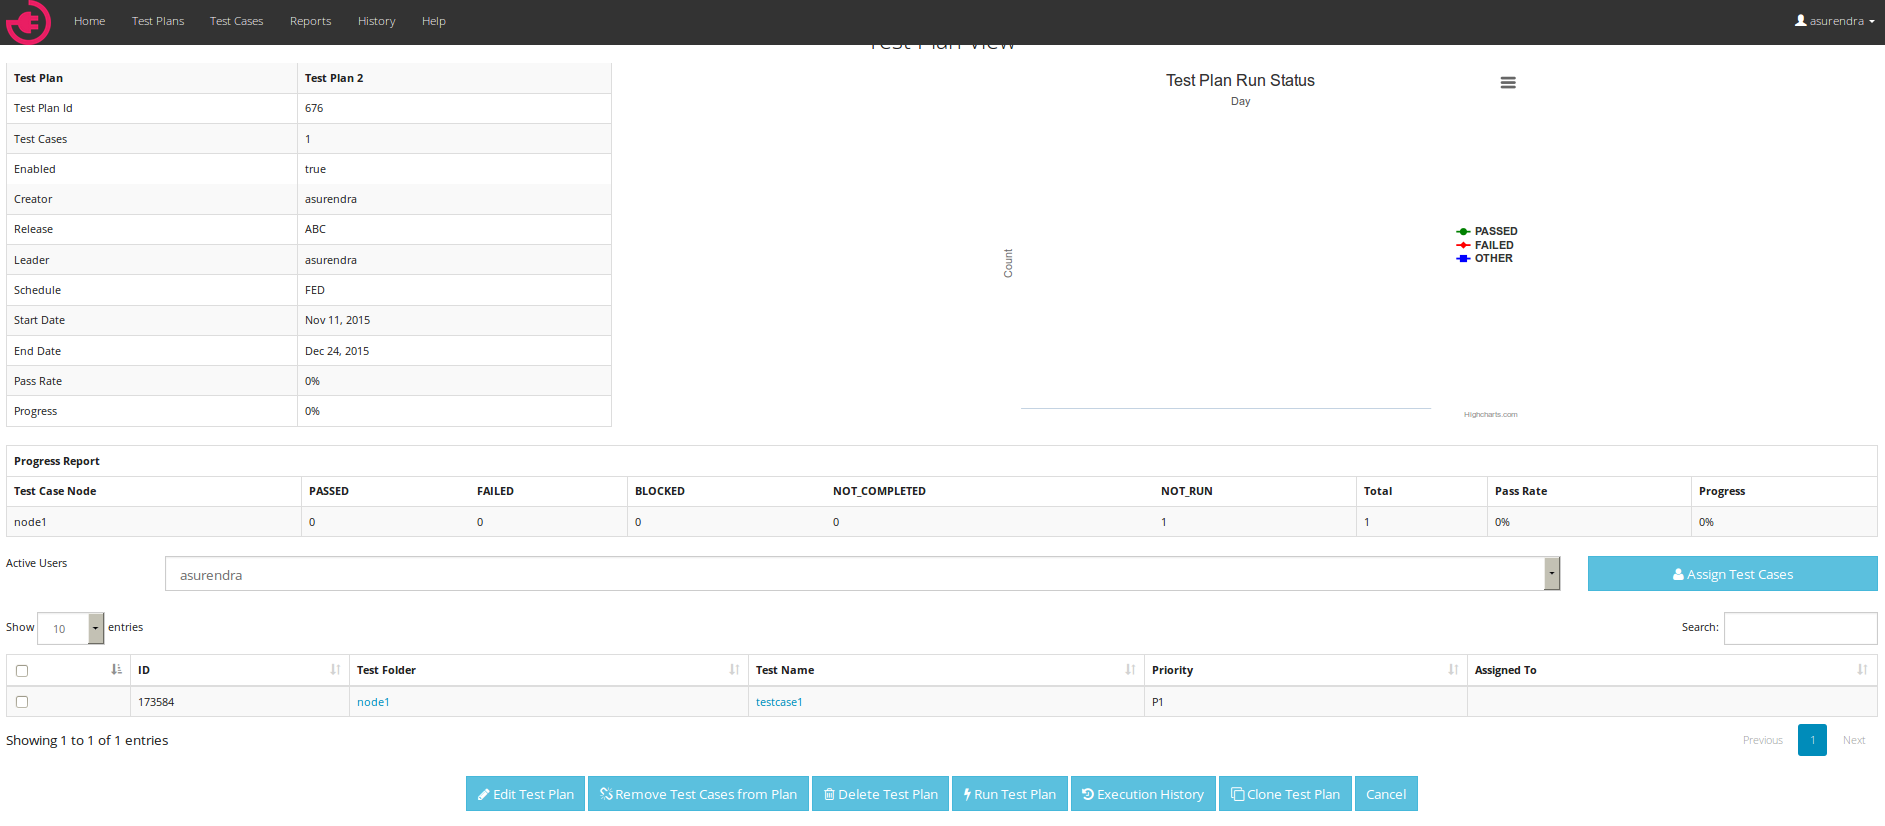 Home Test Plans Test Cases Reports History Help asurendra
Test Plan View
Test Plan Test Plan 2
Test Plan Id 676
Test Cases 1
Enabled true
Creator asurendra
Release ABC
Leader asurendra
Schedule FED
Start Date Nov 11, 2015
End Date Dec 24, 2015
Pass Rate 0%
Progress 0%
Test Plan Run Status
Day
Count
PASSED
FAILED
OTHER
Highcharts.com
Progress Report
Test Case Node PASSED FAILED BLOCKED NOT_COMPLETED NOT_RUN Total Pass Rate Progress
node1 0 0 0 0 1 1 0% 0%
Active Users asurendra Assign Test Cases
Show 10 entries Search:
ID Test Folder Test Name Priority Assigned To
173584 node1 testcase1 P1
Showing 1 to 1 of 1 entries Previous 1 Next
Edit Test Plan Remove Test Cases from Plan Delete Test Plan Run Test Plan Execution History Clone Test Plan Cancel